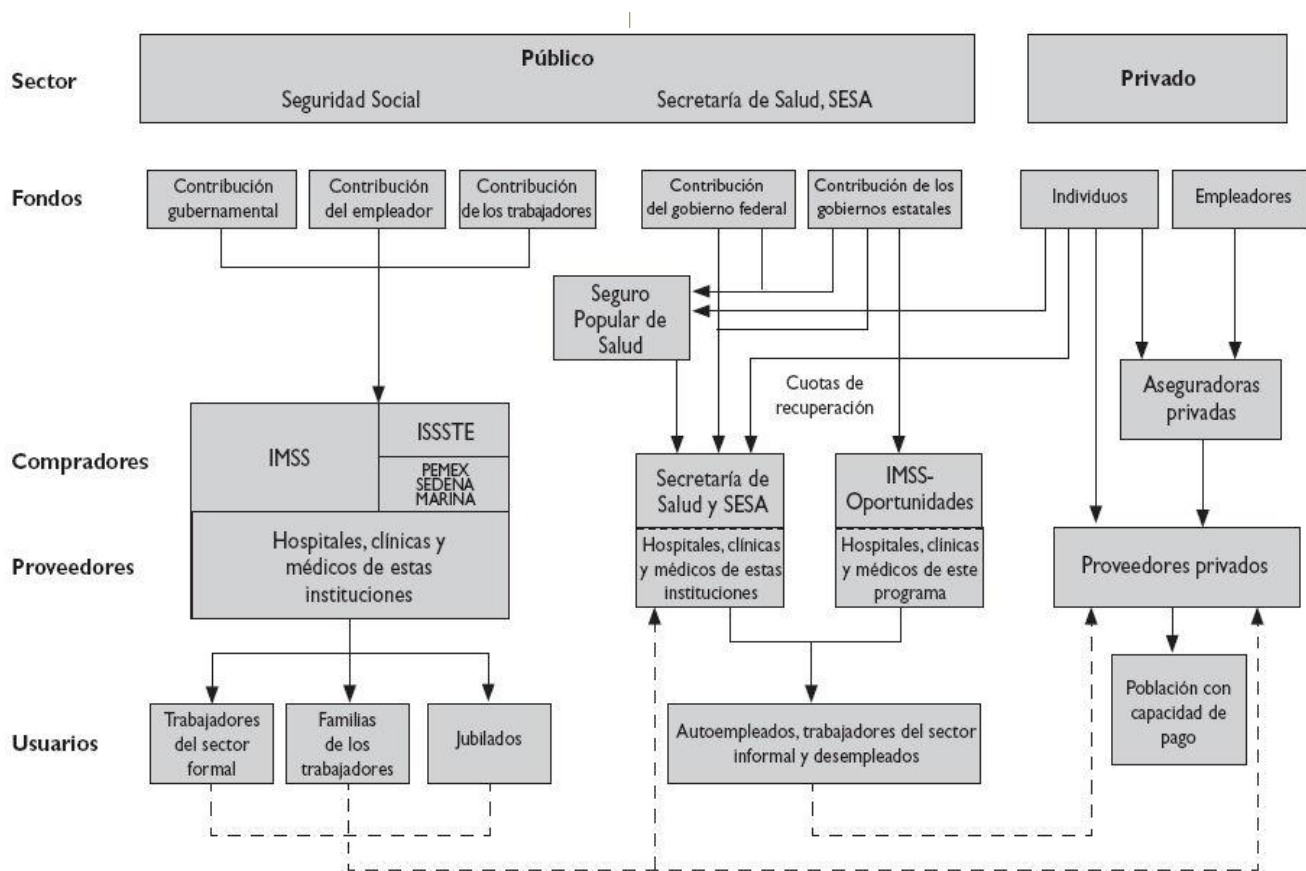 Sector
Público
Seguridad Social
Secretaría de Salud, SESA
Privado
Fondos
Contribución
gubernamental
Contribución
del empleador
Contribución
de los trabajadores
Contribución
del gobierno federal
Contribución de los
gobiernos estatales
Individuos
Empleadores
Seguro
Popular de
Salud
Cuotas de
recuperación
Aseguradoras
privadas
Compradores
IMSS
ISSSTE
PEMEX
SEDENA
MARINA
Secretaría de
Salud y SESA
IMSS-
Oportunidades
Proveedores
Hospitales, clínicas y
médicos de estas
instituciones
Hospitales, clínicas
y médicos de estas
instituciones
Hospitales, clínicas
y médicos de este
programa
Proveedores privados
Usuarios
Trabajadores
del sector
formal
Familias
de los
trabajadores
Jubilados
Autoempleados, trabajadores del sector
informal y desempleados
Población con
capacidad de
pago